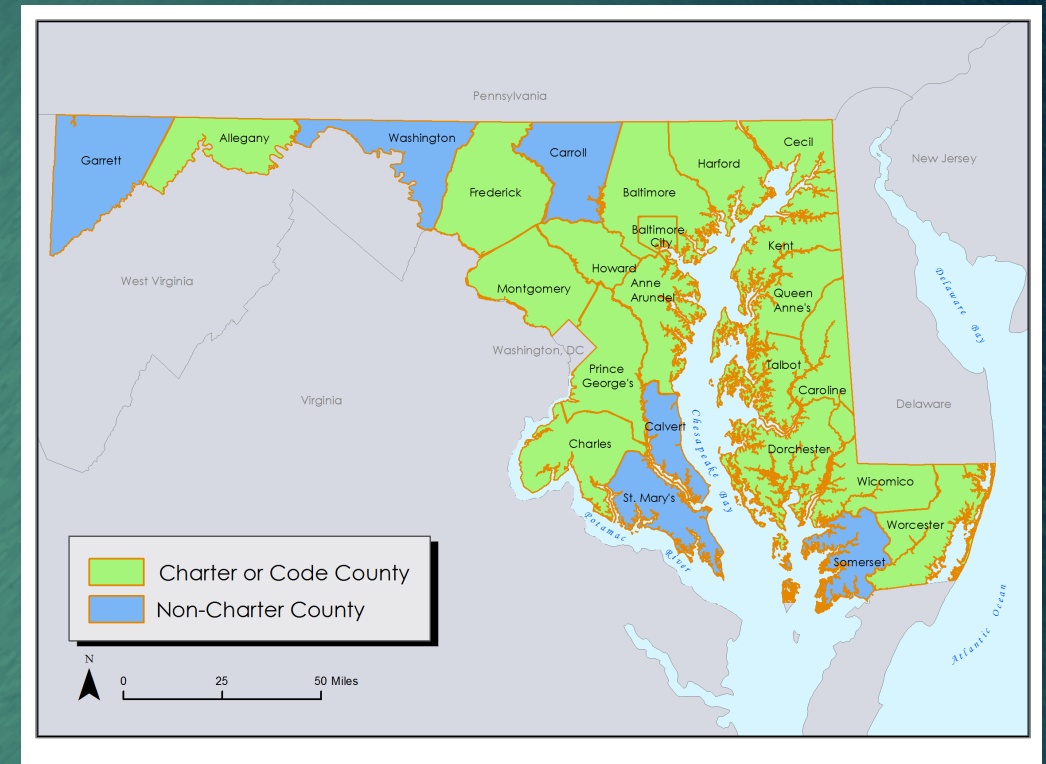 Pennsylvania
Garrett
Allegany
Washington
Carroll
Frederick
Baltimore
Harford
Cecil
New Jersey
Baltimore
City
Kent
West Virginia
Montgomery
Howard
Anne
Arundel
Queen
Anne's
Delaware Bay
Washington, DC
Prince
George's
Talbot
Caroline
Virginia
Delaware
Calvert
Chesapeake Bay
Charles
Dorchester
St. Mary's
Wicomico
Worcester
Somerset
Potamac River
Atlantic Ocean
Charter or Code County
Non-Charter County
N
0 25 50 Miles